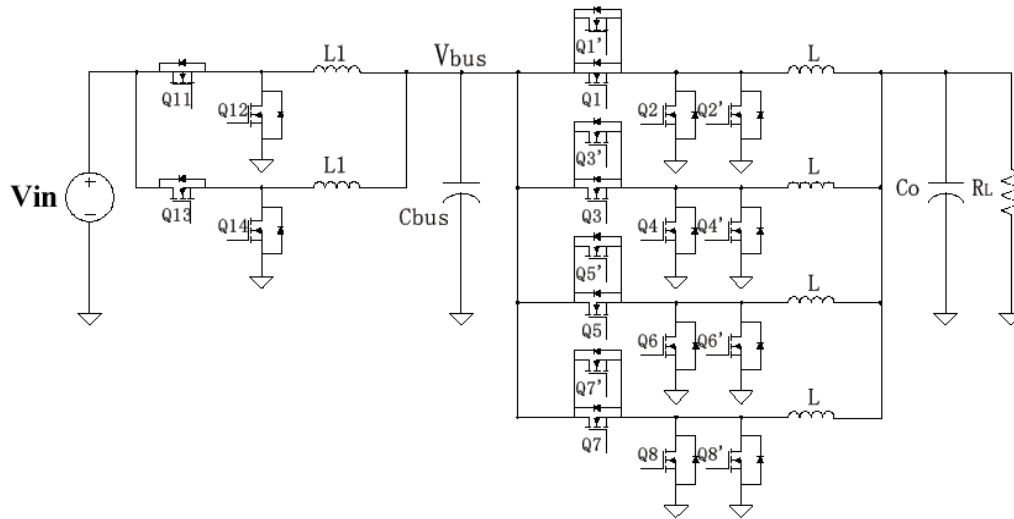 Q1'
L1
Vbus
L
Q11
Q1
Q12
Q2
Q2'
Q3'
L1
L
Vin
+
−
Q13
Cbus
Q3
Co
RL
Q14
Q4
Q4'
Q5'
L
Q5
Q6
Q6'
Q7'
L
Q7
Q8
Q8'